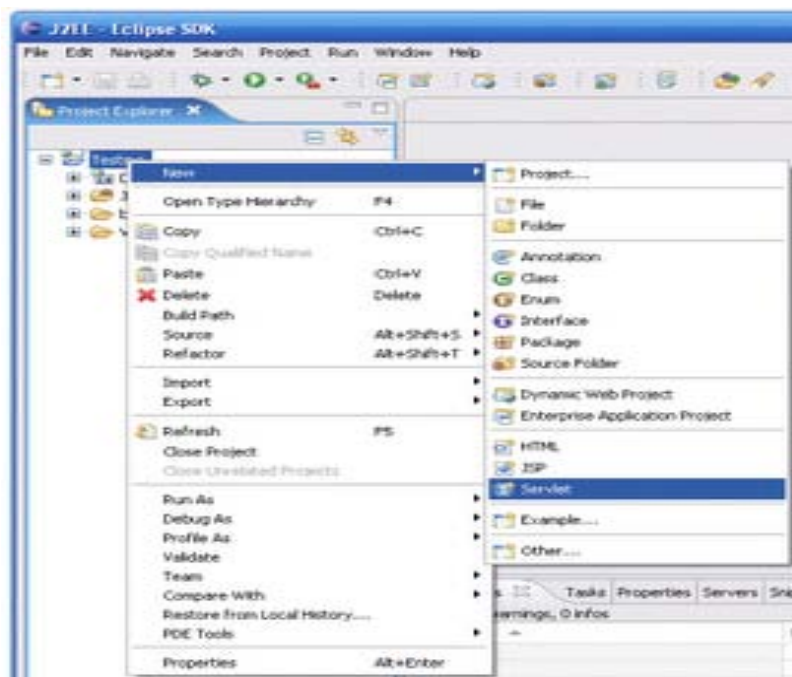 J2EE - Eclipse SDK
File Edit Navigate Search Project Run Window Help
Project Explorer
New
Open Type Hierarchy F4
Copy Ctrl+C
Copy Qualified Name
Paste Ctrl+V
Delete Delete
Build Path
Source Alt+Shift+S
Refactor Alt+Shift+T
Import
Export
Refresh F5
Close Project
Close Unrelated Projects
Run As
Debug As
Profile As
Validate
Team
Compare With
Restore from Local History...
PDE Tools
Properties Alt+Enter
Project...
File
Folder
Annotation
Class
Enum
Interface
Package
Source Folder
Dynamic Web Project
Enterprise Application Project
HTML
JSP
Servlet
Example...
Other...
Tasks Properties Servers
0 infos